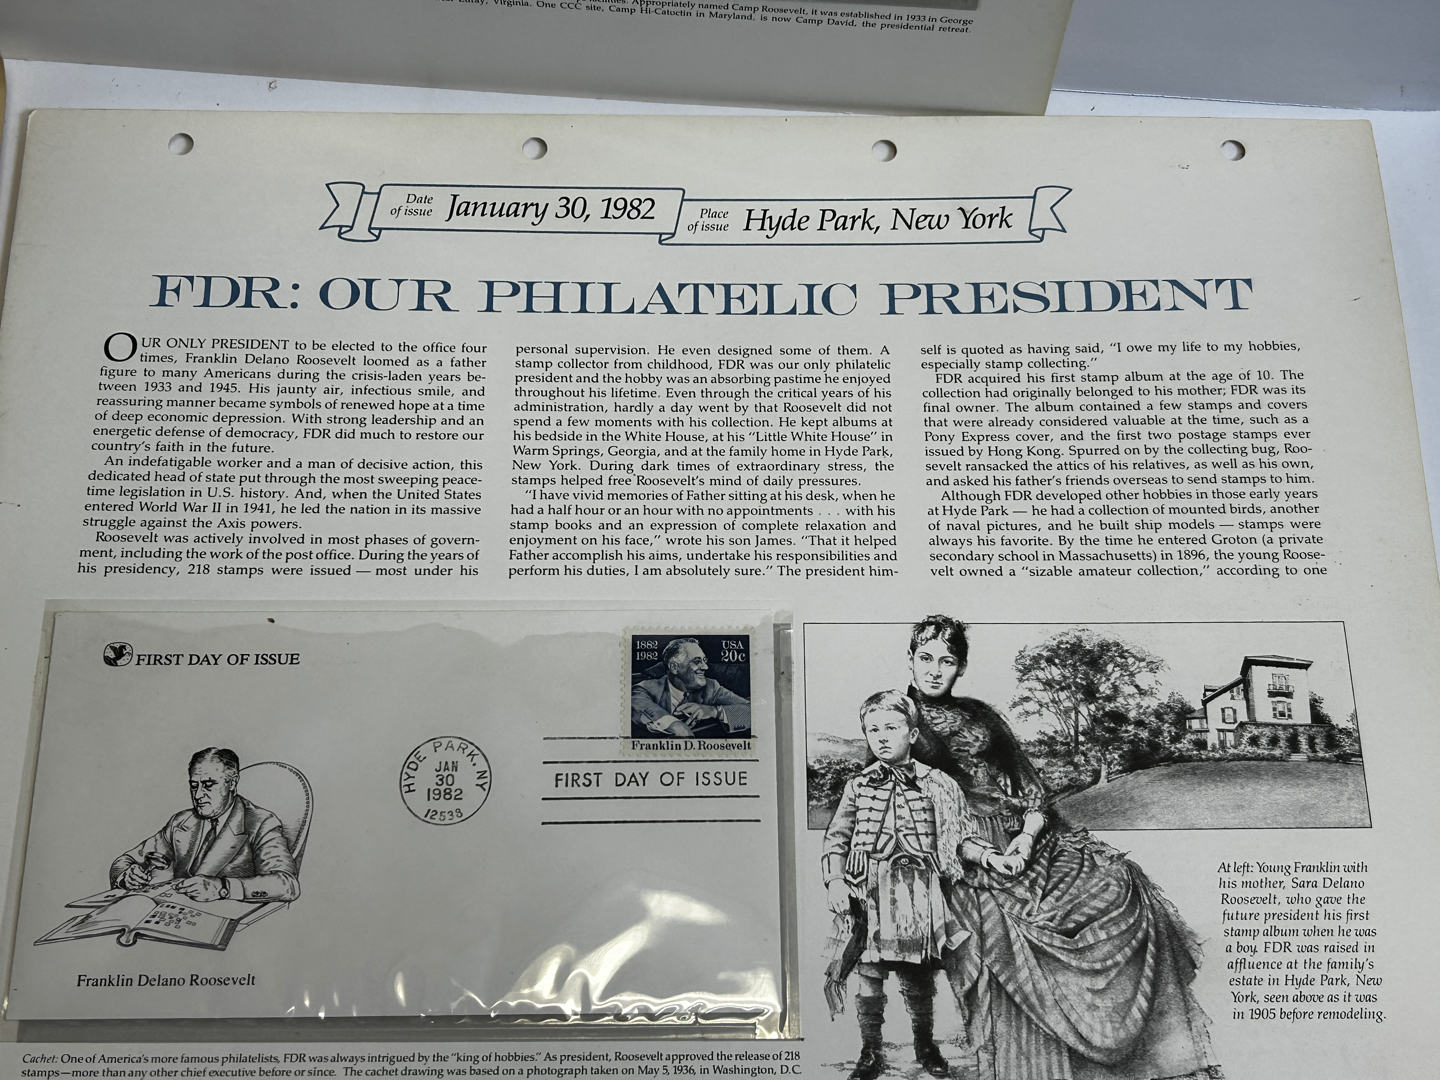 Appropriately named Camp Roosevelt, it was established in 1933 in George
Luray, Virginia. One CCC site, Camp Hi-Catoctin in Maryland, is now Camp David, the presidential retreat.
Date of issue January 30, 1982 Place of issue Hyde Park, New York
FDR: OUR PHILATELIC PRESIDENT
OUR ONLY PRESIDENT to be elected to the office four
times, Franklin Delano Roosevelt loomed as a father
figure to many Americans during the crisis-laden years be-
tween 1933 and 1945. His jaunty air, infectious smile, and
reassuring manner became symbols of renewed hope at a time
of deep economic depression. With strong leadership and an
energetic defense of democracy, FDR did much to restore our
country's faith in the future.
An indefatigable worker and a man of decisive action, this
dedicated head of state put through the most sweeping peace-
time legislation in U.S. history. And, when the United States
entered World War II in 1941, he led the nation in its massive
struggle against the Axis powers.
Roosevelt was actively involved in most phases of govern-
ment, including the work of the post office. During the years of
his presidency, 218 stamps were issued — most under his
personal supervision. He even designed some of them. A
stamp collector from childhood, FDR was our only philatelic
president and the hobby was an absorbing pastime he enjoyed
throughout his lifetime. Even through the critical years of his
administration, hardly a day went by that Roosevelt did not
spend a few moments with his collection. He kept albums at
his bedside in the White House, at his "Little White House" in
Warm Springs, Georgia, and at the family home in Hyde Park,
New York. During dark times of extraordinary stress, the
stamps helped free Roosevelt's mind of daily pressures.
"I have vivid memories of Father sitting at his desk, when he
had a half hour or an hour with no appointments . . . with his
stamp books and an expression of complete relaxation and
enjoyment on his face," wrote his son James. "That it helped
Father accomplish his aims, undertake his responsibilities and
perform his duties, I am absolutely sure." The president him-
self is quoted as having said, "I owe my life to my hobbies,
especially stamp collecting."
FDR acquired his first stamp album at the age of 10. The
collection had originally belonged to his mother; FDR was its
final owner. The album contained a few stamps and covers
that were already considered valuable at the time, such as a
Pony Express cover, and the first two postage stamps ever
issued by Hong Kong. Spurred on by the collecting bug, Roo-
sevelt ransacked the attics of his relatives, as well as his own,
and asked his father's friends overseas to send stamps to him.
Although FDR developed other hobbies in those early years
at Hyde Park — he had a collection of mounted birds, another
of naval pictures, and he built ship models — stamps were
always his favorite. By the time he entered Groton (a private
secondary school in Massachusetts) in 1896, the young Roose-
velt owned a "sizable amateur collection," according to one
FIRST DAY OF ISSUE
1882
1982
USA
20c
Franklin D. Roosevelt
HYDE PARK, NY
JAN
30
1982
12538
FIRST DAY OF ISSUE
Franklin Delano Roosevelt
At left: Young Franklin with
his mother, Sara Delano
Roosevelt, who gave the
future president his first
stamp album when he was
a boy. FDR was raised in
affluence at the family's
estate in Hyde Park, New
York, seen above as it was
in 1905 before remodeling.
Cachet: One of America's more famous philatelists, FDR was always intrigued by the "king of hobbies." As president, Roosevelt approved the release of 218
stamps—more than any other chief executive before or since. The cachet drawing was based on a photograph taken on May 5, 1936, in Washington, D.C.